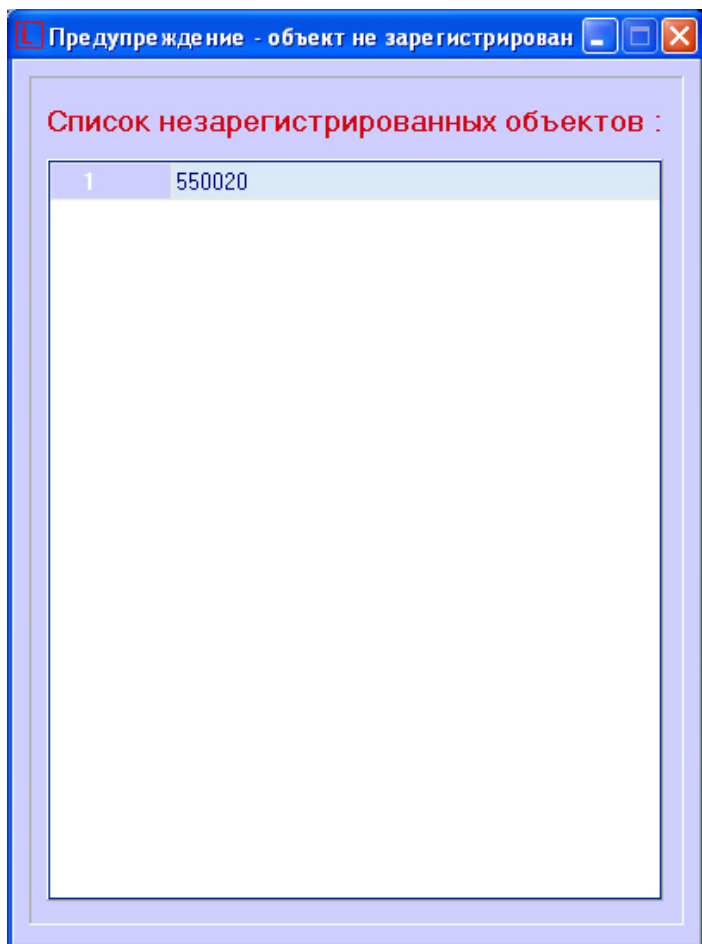 L Предупреждение - объект не зарегистрирован
Список незарегистрированных объектов :
1 550020